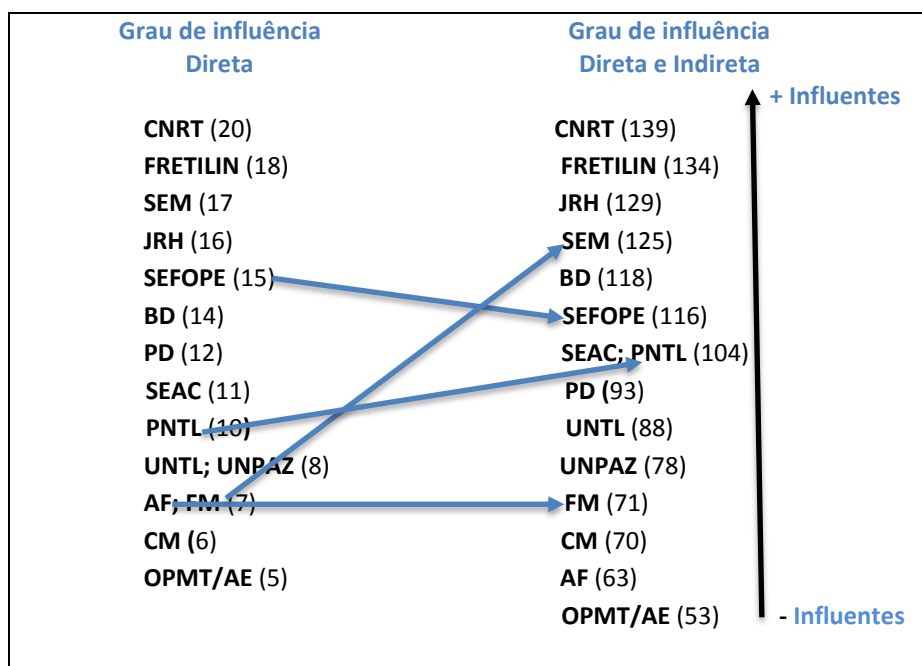 Grau de influência
Direta
CNRT (20)
FRETILIN (18)
SEM (17
JRH (16)
SEFOPE (15)
BD (14)
PD (12)
SEAC (11)
PNTL (10)
UNTL; UNPAZ (8)
AF; FM (7)
CM (6)
OPMT/AE (5)
Grau de influência
Direta e Indireta
CNRT (139)
FRETILIN (134)
JRH (129)
SEM (125)
BD (118)
SEFOPE (116)
SEAC; PNTL (104)
PD (93)
UNTL (88)
UNPAZ (78)
FM (71)
CM (70)
AF (63)
OPMT/AE (53)
+ Influentes
- Influentes